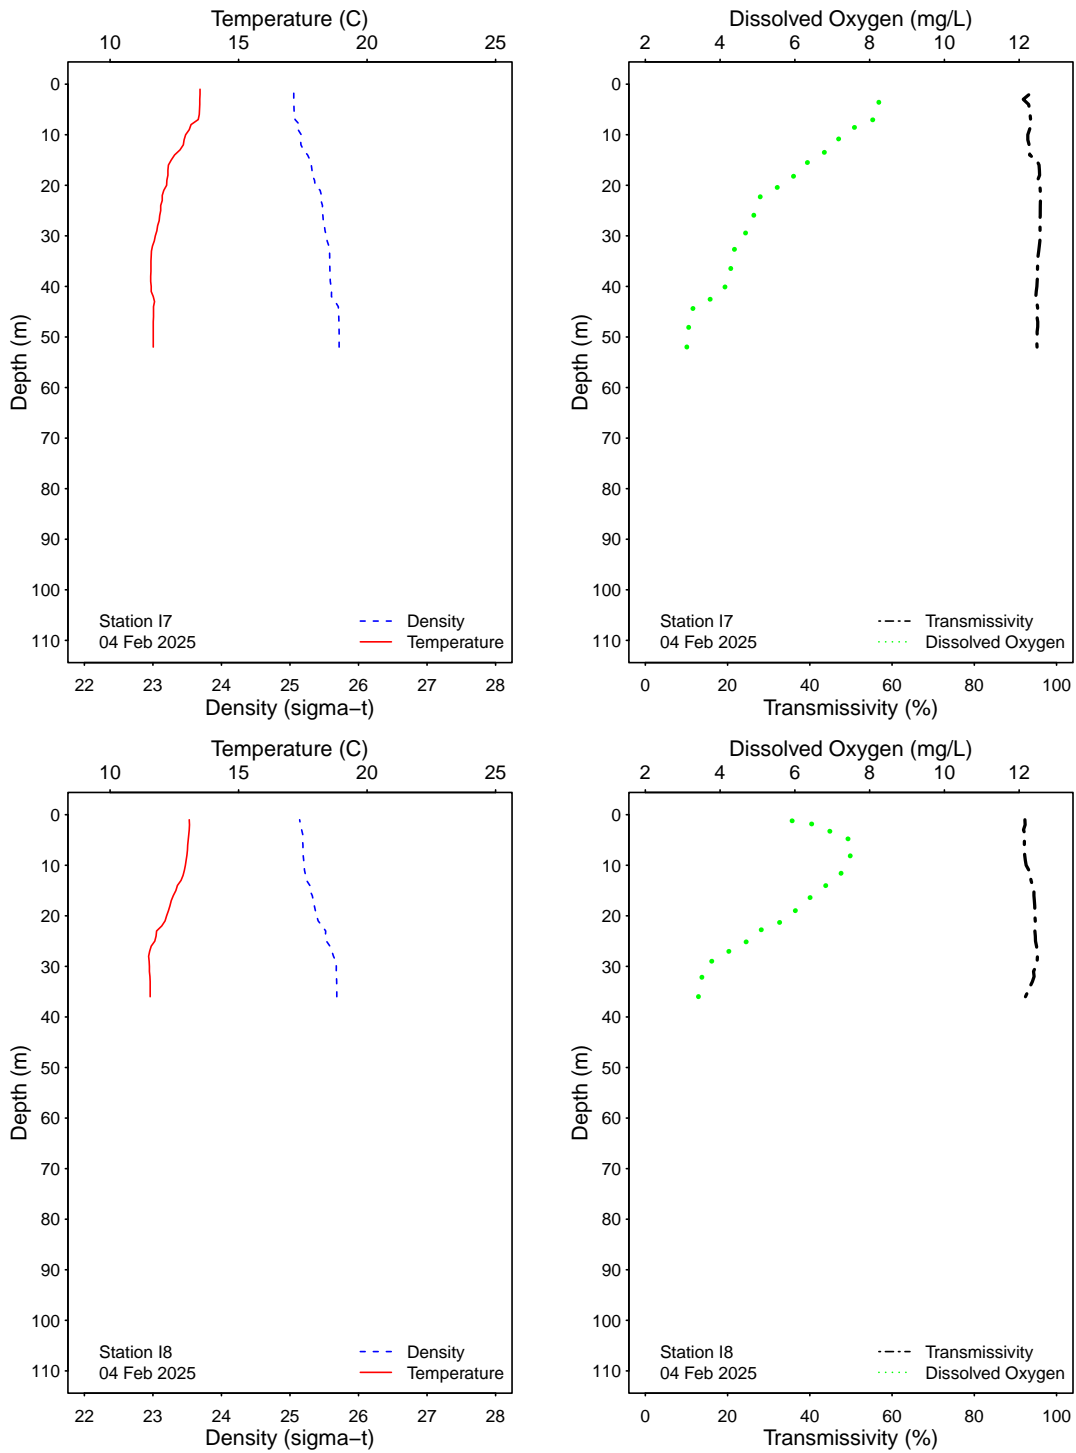 Temperature (C)
10 15 20 25
0
10
20
30
40
50
60
70
80
90
100
110
Depth (m)
Station I7
04 Feb 2025
Density
Temperature
22 23 24 25 26 27 28
Density (sigma−t)
Dissolved Oxygen (mg/L)
2 4 6 8 10 12
0
10
20
30
40
50
60
70
80
90
100
110
Depth (m)
Station I7
04 Feb 2025
Transmissivity
Dissolved Oxygen
0 20 40 60 80 100
Transmissivity (%)
Temperature (C)
10 15 20 25
0
10
20
30
40
50
60
70
80
90
100
110
Depth (m)
Station I8
04 Feb 2025
Density
Temperature
22 23 24 25 26 27 28
Density (sigma−t)
Dissolved Oxygen (mg/L)
2 4 6 8 10 12
0
10
20
30
40
50
60
70
80
90
100
110
Depth (m)
Station I8
04 Feb 2025
Transmissivity
Dissolved Oxygen
0 20 40 60 80 100
Transmissivity (%)